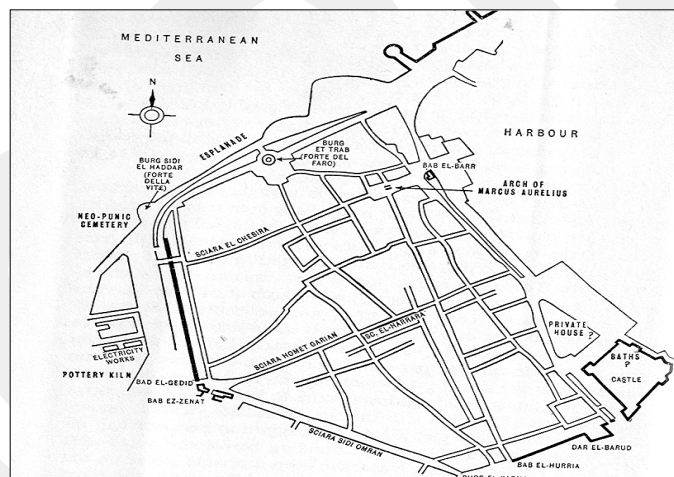 MEDITERRANEAN
SEA
N
ESPLANADE
BURG
ET TRAB
(FORTE DEL
FARO)
HARBOUR
BAB EL-BARR
BURG SIDI
EL HADDAR
(FORTE
DELLA
VITE)
ARCH OF
MARCUS AURELIUS
NEO-PUNIC
CEMETERY
SCIARA EL CHEBIRA
SCIARA HOMET GARIAN
SC. EL-HARRARA
PRIVATE
HOUSE ?
BATHS
?
CASTLE
ELECTRICITY
WORKS
POTTERY KILN
BAD EL-GEDID
BAB EZ-ZENAT
SCIARA SIDI OMRAN
DAR EL-BARUD
BAB EL-HURRIA